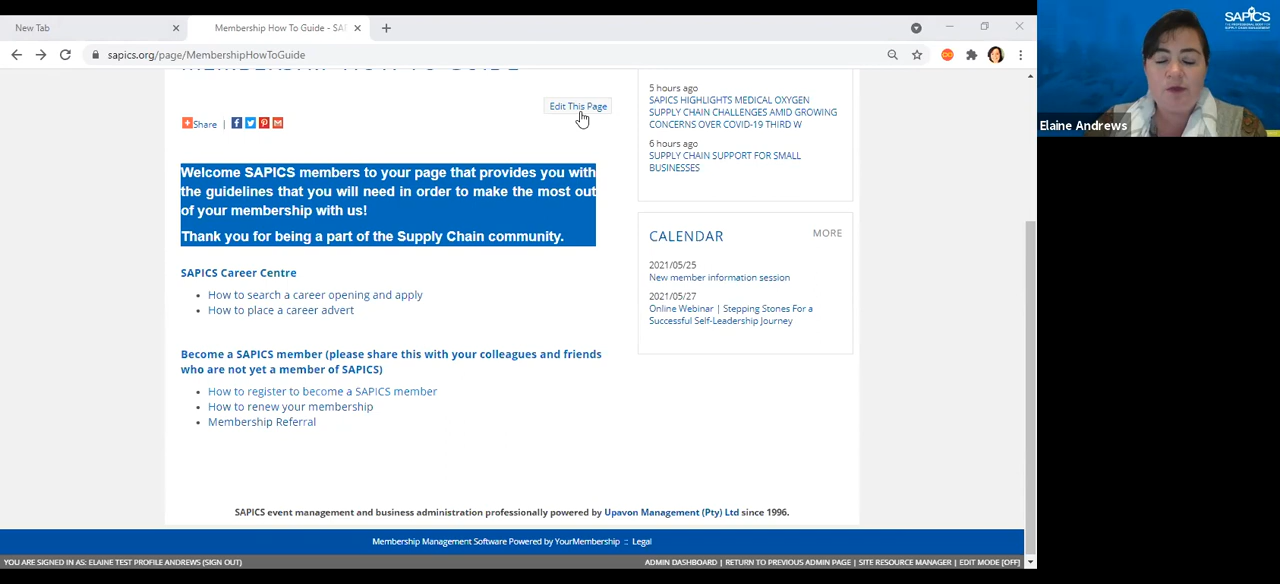 New Tab
Membership How To Guide - SAP
sapics.org/page/MembershipHowToGuide
SAPICS
Elaine Andrews
MEMBERSHIP HOW TO GUIDE
Edit This Page
Share |
Welcome SAPICS members to your page that provides you with
the guidelines that you will need in order to make the most out
of your membership with us!
Thank you for being a part of the Supply Chain community.
SAPICS Career Centre
• How to search a career opening and apply
• How to place a career advert
Become a SAPICS member (please share this with your colleagues and friends
who are not yet a member of SAPICS)
• How to register to become a SAPICS member
• How to renew your membership
• Membership Referral
5 hours ago
SAPICS HIGHLIGHTS MEDICAL OXYGEN
SUPPLY CHAIN CHALLENGES AMID GROWING
CONCERNS OVER COVID-19 THIRD W
6 hours ago
SUPPLY CHAIN SUPPORT FOR SMALL
BUSINESSES
CALENDAR MORE
2021/05/25
New member information session
2021/05/27
Online Webinar | Stepping Stones For a
Successful Self-Leadership Journey
SAPICS event management and business administration professionally powered by Upavon Management (Pty) Ltd since 1996.
Membership Management Software Powered by YourMembership :: Legal
YOU ARE SIGNED IN AS: ELAINE TEST PROFILE ANDREWS (SIGN OUT)
ADMIN DASHBOARD | RETURN TO PREVIOUS ADMIN PAGE | SITE RESOURCE MANAGER | EDIT MODE [OFF]